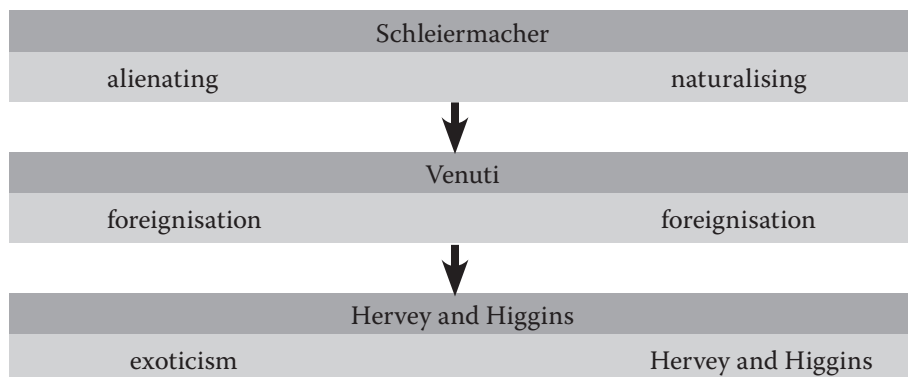 Schleiermacher
alienating naturalising
Venuti
foreignisation foreignisation
Hervey and Higgins
exoticism Hervey and Higgins